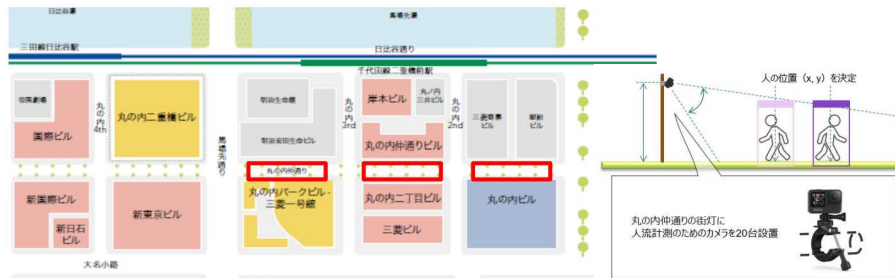 日比谷濠
馬場先濠
日比谷通り
三田線日比谷駅
千代田線二重橋前駅
帝国劇場
国際ビル
丸の内4th
丸の内二重橋ビル
馬場先通り
明治生命館
明治安田生命ビル
丸の内3rd
岸本ビル
丸ノ内
三井ビル
丸の内仲通りビル
丸の内2nd
三菱商事
ビル
郵船
ビル
丸の内仲通り
新国際ビル
新日石
ビル
新東京ビル
丸の内パークビル・
三菱一号館
丸の内二丁目ビル
三菱ビル
丸の内ビル
大名小路
人の位置（x, y）を決定
丸の内仲通りの街灯に
人流計測のためのカメラを20台設置